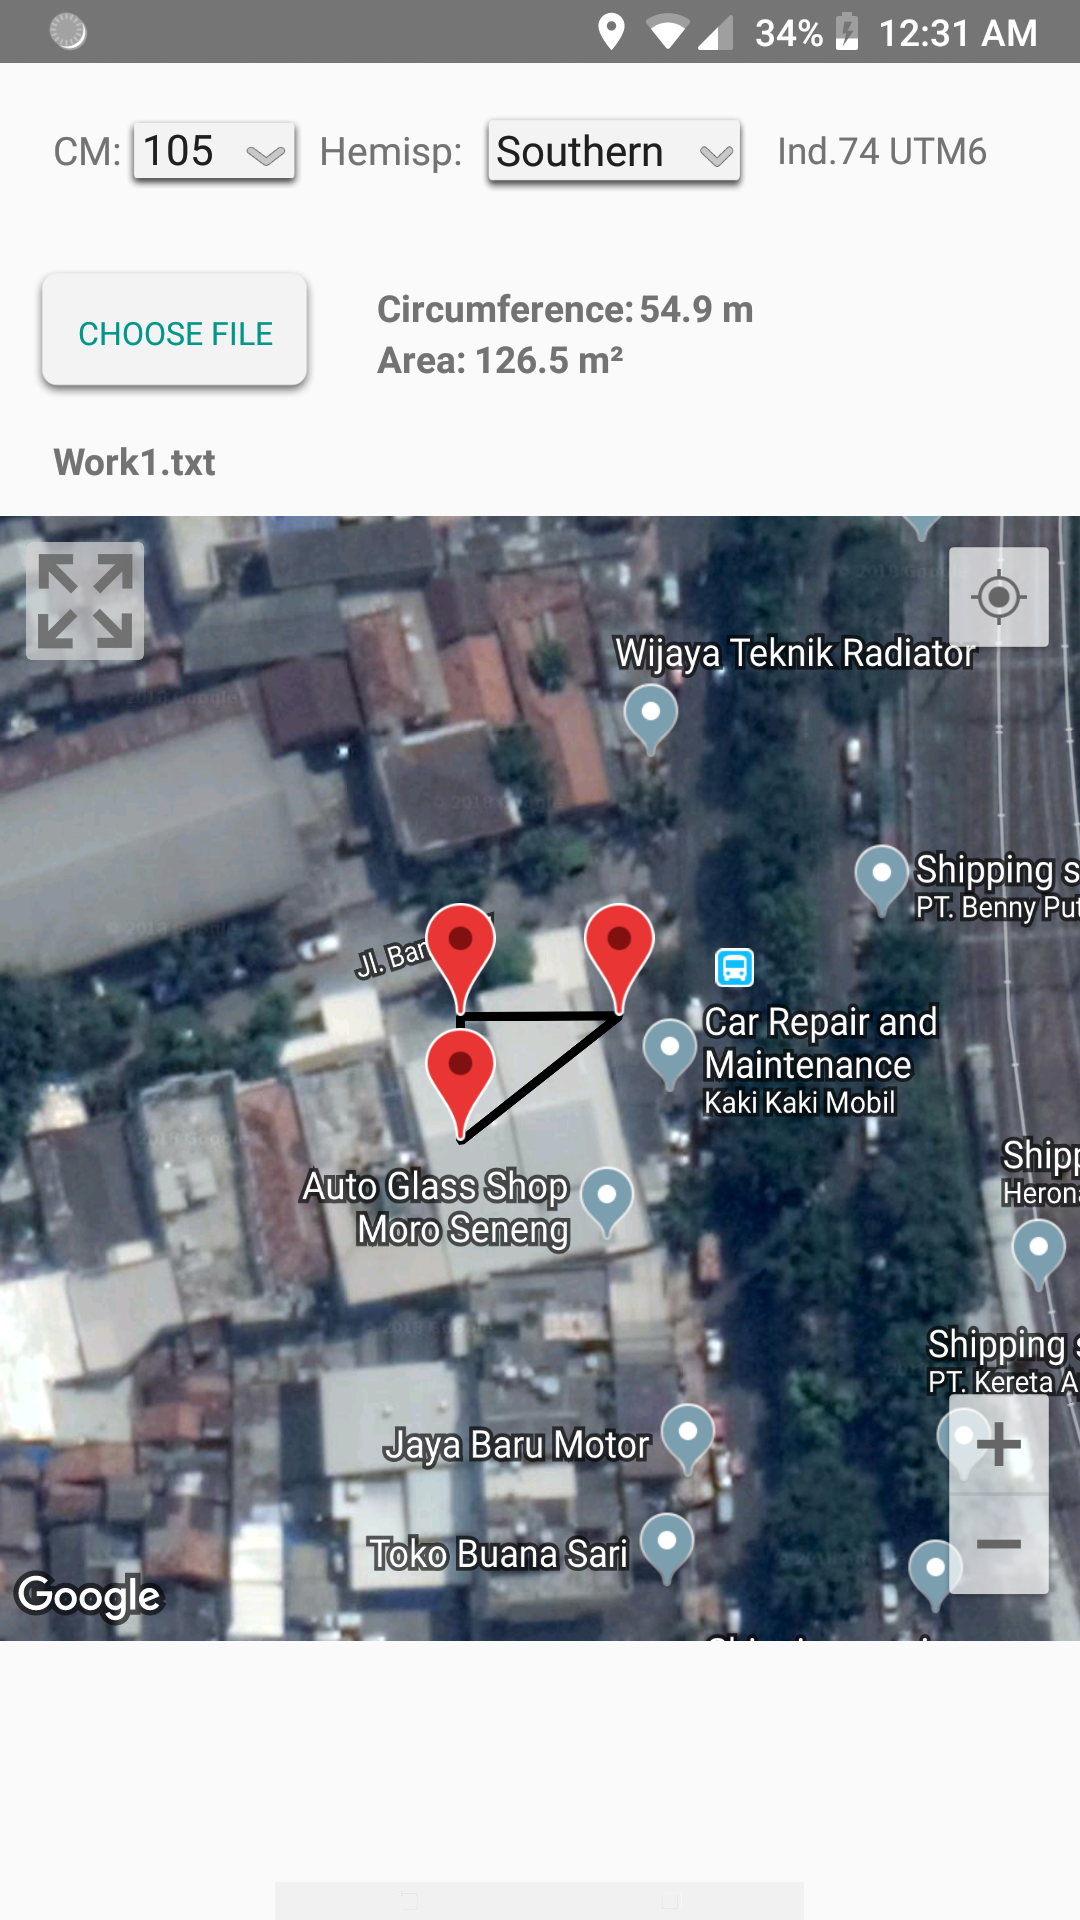 34% 12:31 AM
CM: 105 Hemisp: Southern Ind.74 UTM6
CHOOSE FILE
Circumference: 54.9 m
Area: 126.5 m²
Work1.txt
Wijaya Teknik Radiator
Shipping s
PT. Benny Put
Jl. Bar
Car Repair and
Maintenance
Kaki Kaki Mobil
Shipp
Herona
Auto Glass Shop
Moro Seneng
Shipping s
PT. Kereta A
Jaya Baru Motor
Toko Buana Sari
Google